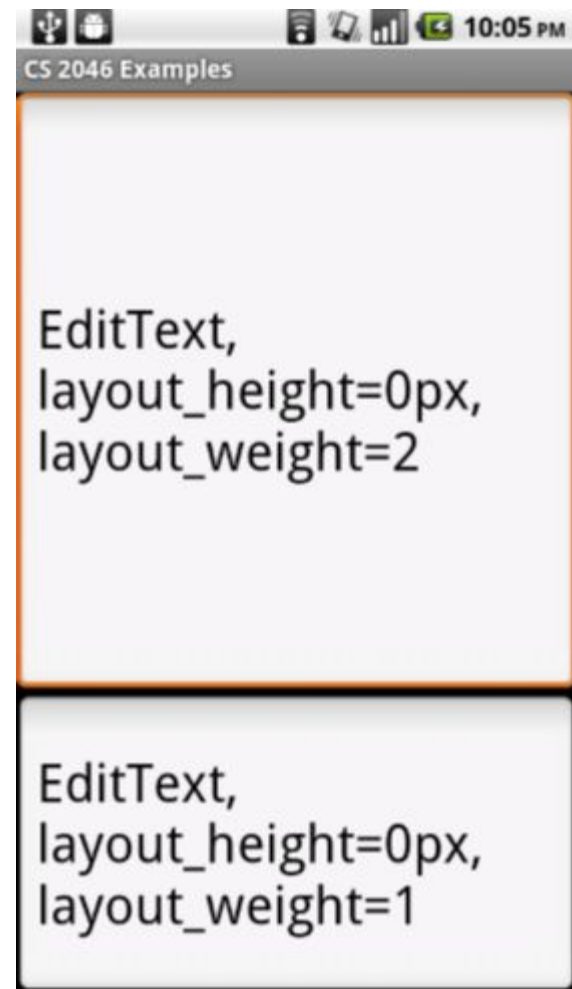 10:05 PM
CS 2046 Examples
EditText,
layout_height=0px,
layout_weight=2
EditText,
layout_height=0px,
layout_weight=1